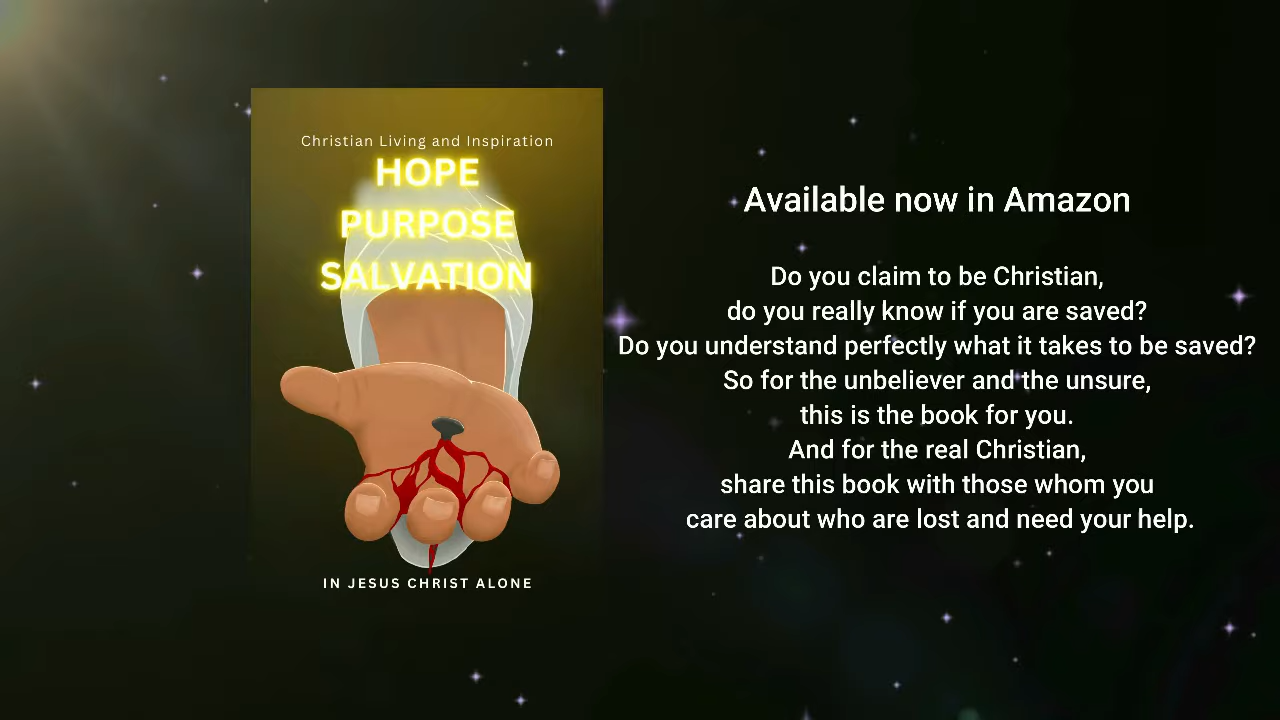 Christian Living and Inspiration
HOPE
PURPOSE
SALVATION
IN JESUS CHRIST ALONE
Available now in Amazon
Do you claim to be Christian,
do you really know if you are saved?
Do you understand perfectly what it takes to be saved?
So for the unbeliever and the unsure,
this is the book for you.
And for the real Christian,
share this book with those whom you
care about who are lost and need your help.